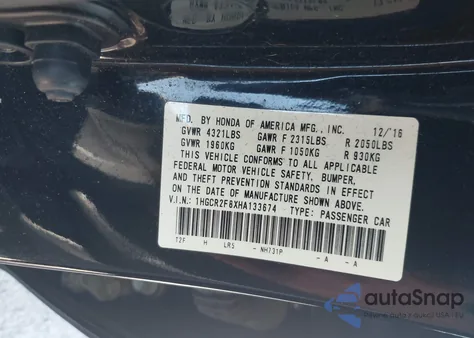 MFD. BY HONDA OF AMERICA MFG., INC. 12/'16
GVWR 4321LBS GAWR F 2315LBS R 2050LBS
GVWR 1960KG GAWR F 1050KG R 930KG
THIS VEHICLE CONFORMS TO ALL APPLICABLE
FEDERAL MOTOR VEHICLE SAFETY, BUMPER,
AND THEFT PREVENTION STANDARDS IN EFFECT
ON THE DATE OF MANUFACTURE SHOWN ABOVE.
V.I.N.: 1HGCR2F8XHA133674 TYPE: PASSENGER CAR
T2F H LR5 - NH731P - A - A
autoSnap